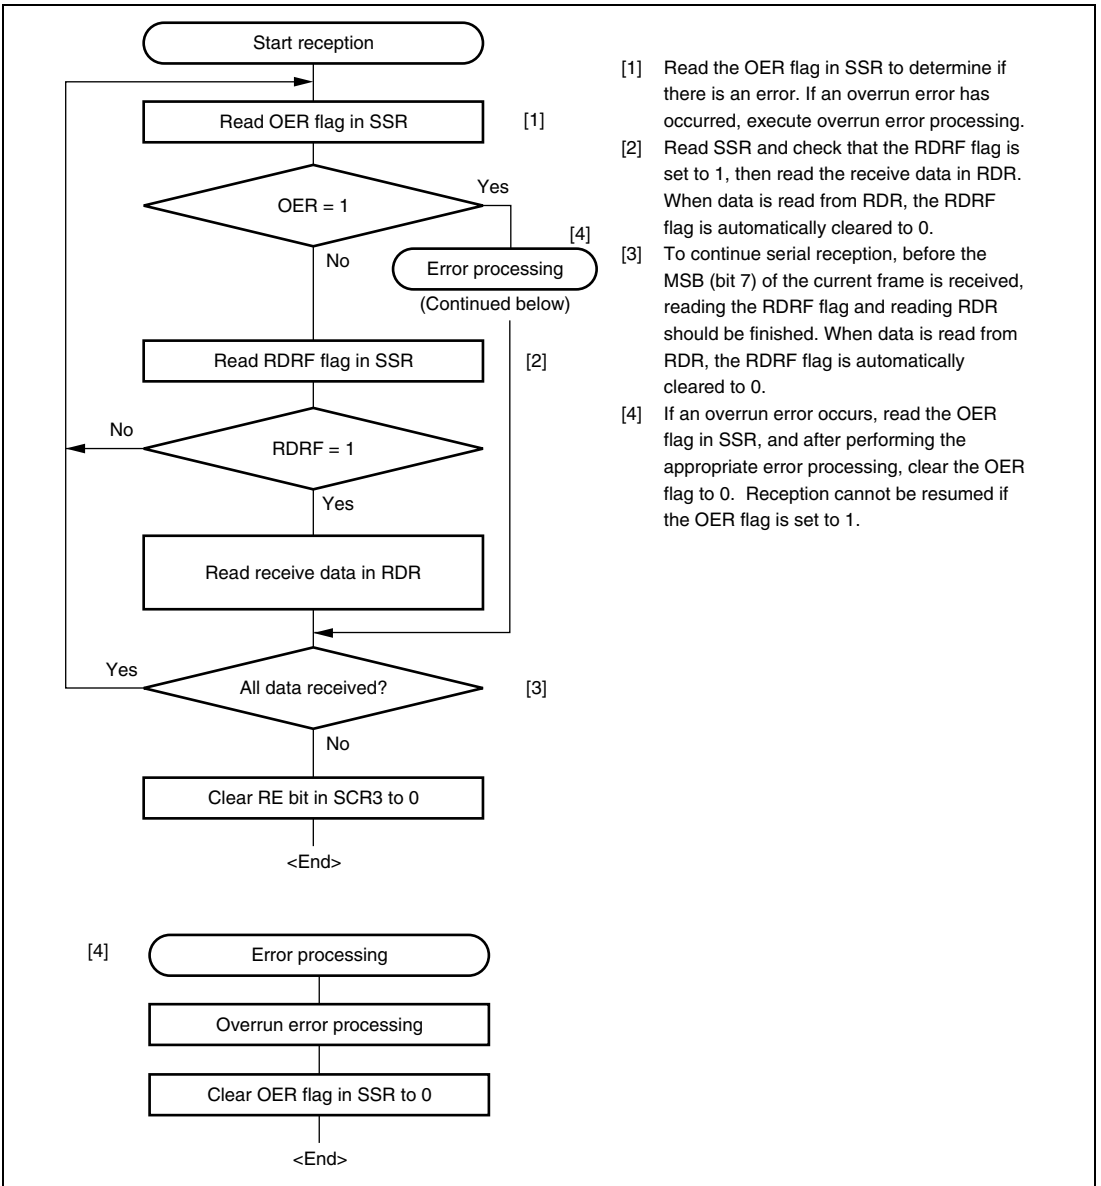 Start reception
Read OER flag in SSR
[1]
OER = 1
Yes
No
[4]
Error processing
(Continued below)
Read RDRF flag in SSR
[2]
No
RDRF = 1
Yes
Read receive data in RDR
Yes
All data received?
[3]
No
Clear RE bit in SCR3 to 0
<End>
[1] Read the OER flag in SSR to determine if
there is an error. If an overrun error has
occurred, execute overrun error processing.
[2] Read SSR and check that the RDRF flag is
set to 1, then read the receive data in RDR.
When data is read from RDR, the RDRF
flag is automatically cleared to 0.
[3] To continue serial reception, before the
MSB (bit 7) of the current frame is received,
reading the RDRF flag and reading RDR
should be finished. When data is read from
RDR, the RDRF flag is automatically
cleared to 0.
[4] If an overrun error occurs, read the OER
flag in SSR, and after performing the
appropriate error processing, clear the OER
flag to 0.  Reception cannot be resumed if
the OER flag is set to 1.
[4]
Error processing
Overrun error processing
Clear OER flag in SSR to 0
<End>